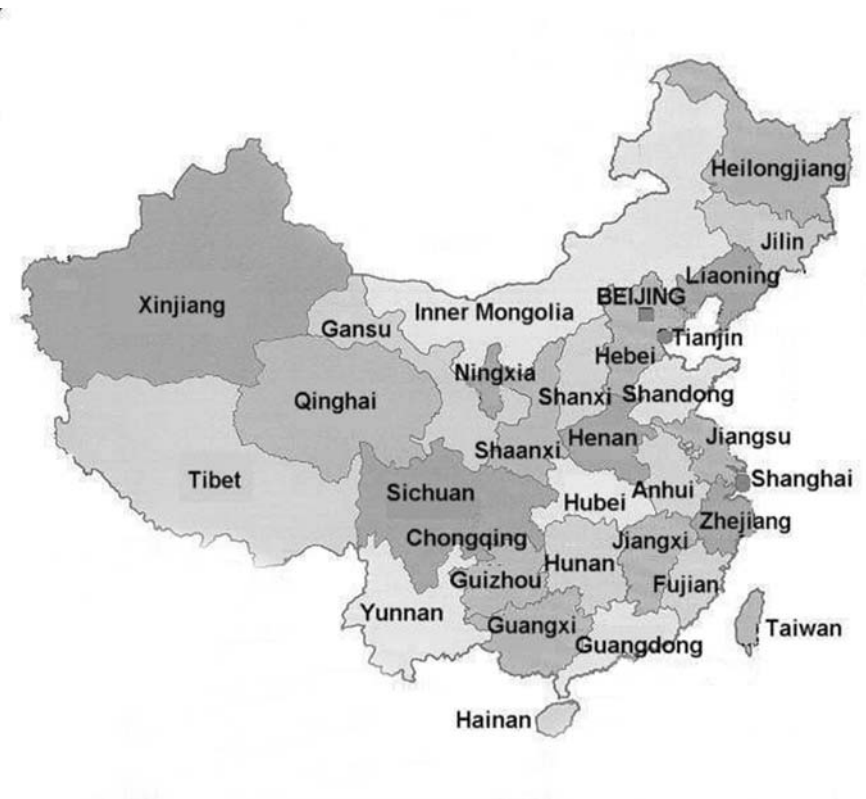 Heilongjiang
Jilin
Liaoning
BEIJING
Xinjiang
Inner Mongolia
Gansu
Tianjin
Hebei
Ningxia
Qinghai
Shanxi
Shandong
Henan
Jiangsu
Shaanxi
Tibet
Shanghai
Sichuan
Anhui
Hubei
Zhejiang
Chongqing
Jiangxi
Hunan
Guizhou
Fujian
Yunnan
Guangxi
Taiwan
Guangdong
Hainan